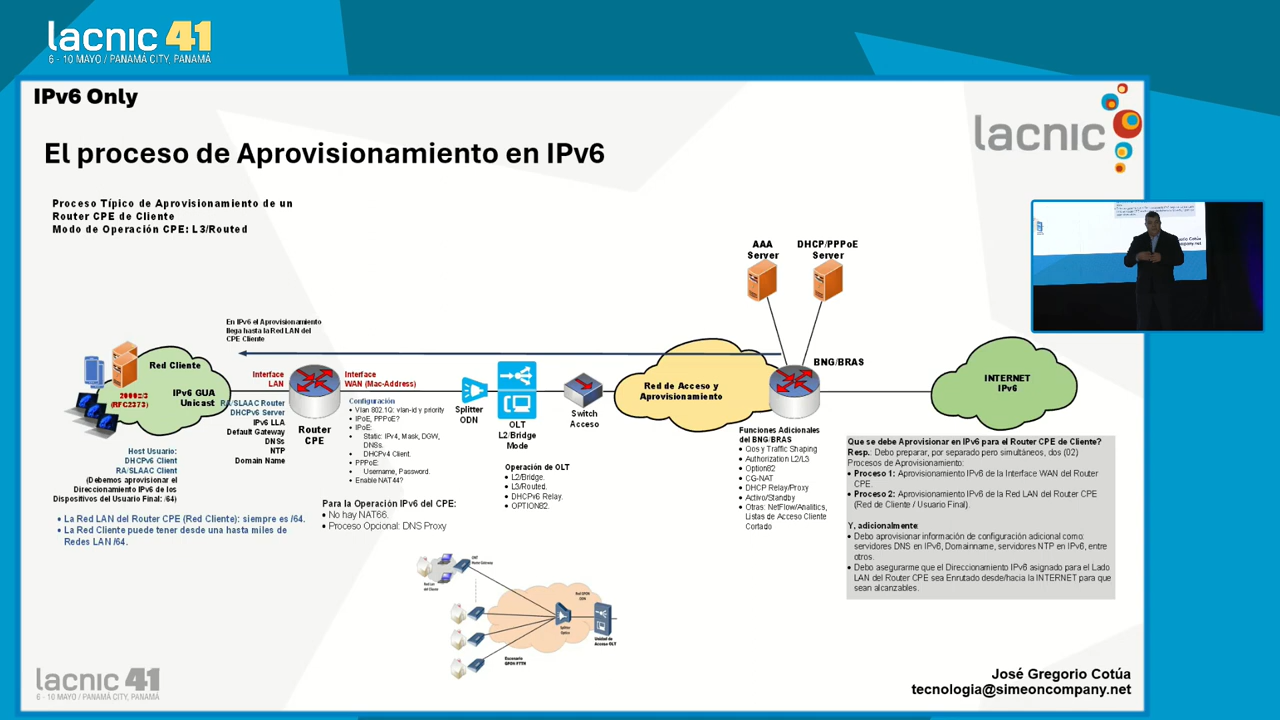 lacnic 41
6 - 10 MAYO / PANAMÁ CITY, PANAMÁ
IPv6 Only
lacnic
El proceso de Aprovisionamiento en IPv6
Proceso Típico de Aprovisionamiento de un
Router CPE de Cliente
Modo de Operación CPE: L3/Routed
AAA
Server
DHCP/PPPoE
Server
En IPv6 el Aprovisionamiento
llega hasta la Red LAN del
CPE Cliente
Red Cliente
2000::/3
(RFC2373)
IPv6 GUA
Unicast
Interface
LAN
RA/SLAAC Router
DHCPv6 Server
IPv6 LLA
Default Gateway
DNSs
NTP
Domain Name
Router
CPE
Interface
WAN (Mac-Address)
Configuración
• Vlan 802.1Q: vlan-id y priority
• IPoE, PPPoE?
• IPoE:
• Static: IPv4, Mask, DGW,
DNSs.
• DHCPv4 Client.
• PPPoE:
• Username, Password.
• Enable NAT44?
Splitter
ODN
OLT
L2/Bridge
Mode
Switch
Acceso
Red de Acceso y
Aprovisionamiento
BNG/BRAS
INTERNET
IPv6
Host Usuario:
DHCPv6 Client
RA/SLAAC Client
(Debemos aprovisionar el
Direccionamiento IPv6 de los
Dispositivos del Usuario Final: /64)
• La Red LAN del Router CPE (Red Cliente): siempre es /64.
• La Red Cliente puede tener desde una hasta miles de
Redes LAN /64.
Para la Operación IPv6 del CPE:
• No hay NAT66.
• Proceso Opcional: DNS Proxy
Operación de OLT
• L2/Bridge.
• L3/Routed.
• DHCPv6 Relay.
• OPTION82.
Funciones Adicionales
del BNG/BRAS
• Qos y Traffic Shaping
• Authorization L2/L3
• Option82
• CG-NAT
• DHCP Relay/Proxy
• Activo/Standby
• Otras: NetFlow/Analitics,
Listas de Acceso Cliente
Cortado
Que se debe Aprovisionar en IPv6 para el Router CPE de Cliente?
Resp.: Debo preparar, por separado pero simultáneos, dos (02)
Procesos de Aprovisionamiento:
• Proceso 1: Aprovisionamiento IPv6 de la Interface WAN del Router
CPE.
• Proceso 2: Aprovisionamiento IPv6 de la Red LAN del Router CPE
(Red de Cliente / Usuario Final).
Y, adicionalmente:
• Debo aprovisionar información de configuración adicional como:
servidores DNS en IPv6, Domainname, servidores NTP en IPv6, entre
otros.
• Debo asegurarme que el Direccionamiento IPv6 asignado para el Lado
LAN del Router CPE sea Enrutado desde/hacia la INTERNET para que
sean alcanzables.
Red GPON
ODN
Splitter
Optico
Unidad de
Acceso OLT
Escenario
GPON FTTH
lacnic 41
6 - 10 MAYO / PANAMÁ CITY, PANAMÁ
José Gregorio Cotúa
tecnologia@simeoncompany.net